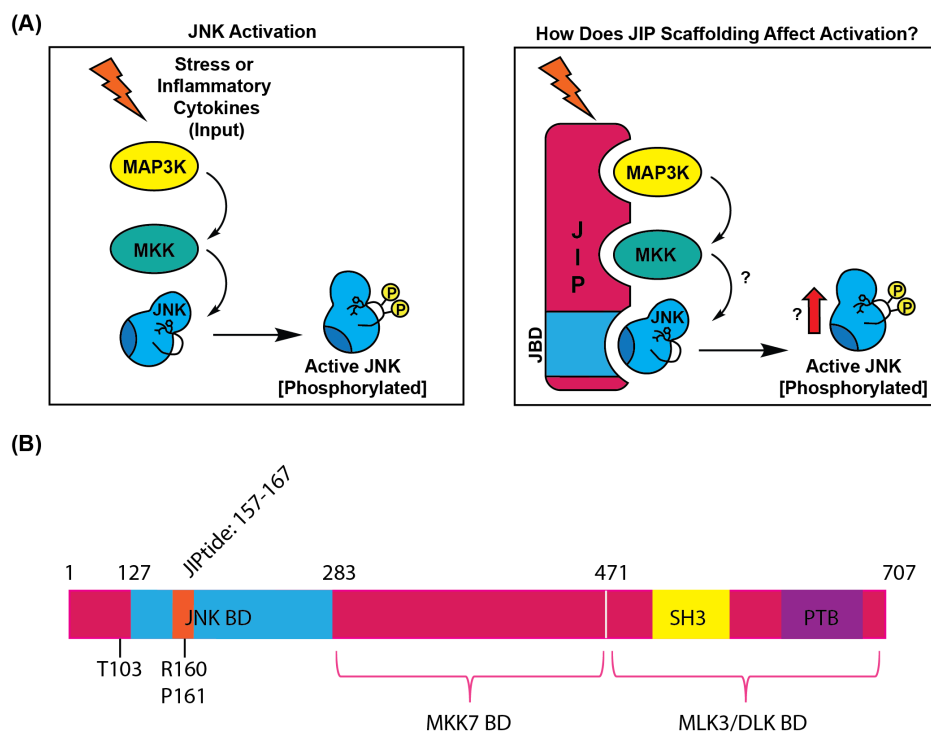 (A)
JNK Activation
Stress or
Inflammatory
Cytokines
(Input)
MAP3K
MKK
JNK
P
P
Active JNK
[Phosphorylated]
How Does JIP Scaffolding Affect Activation?
J
I
P
MAP3K
MKK
?
JBD
JNK
?
P
P
Active JNK
[Phosphorylated]
(B)
JIPtide: 157-167
1
127
283
471
707
JNK BD
SH3
PTB
T103
R160
P161
MKK7 BD
MLK3/DLK BD